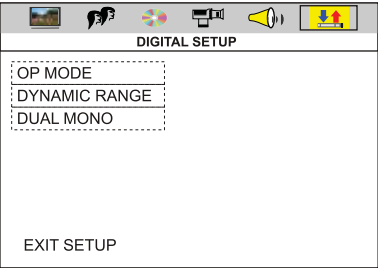 DIGITAL SETUP
OP MODE
DYNAMIC RANGE
DUAL MONO
EXIT SETUP